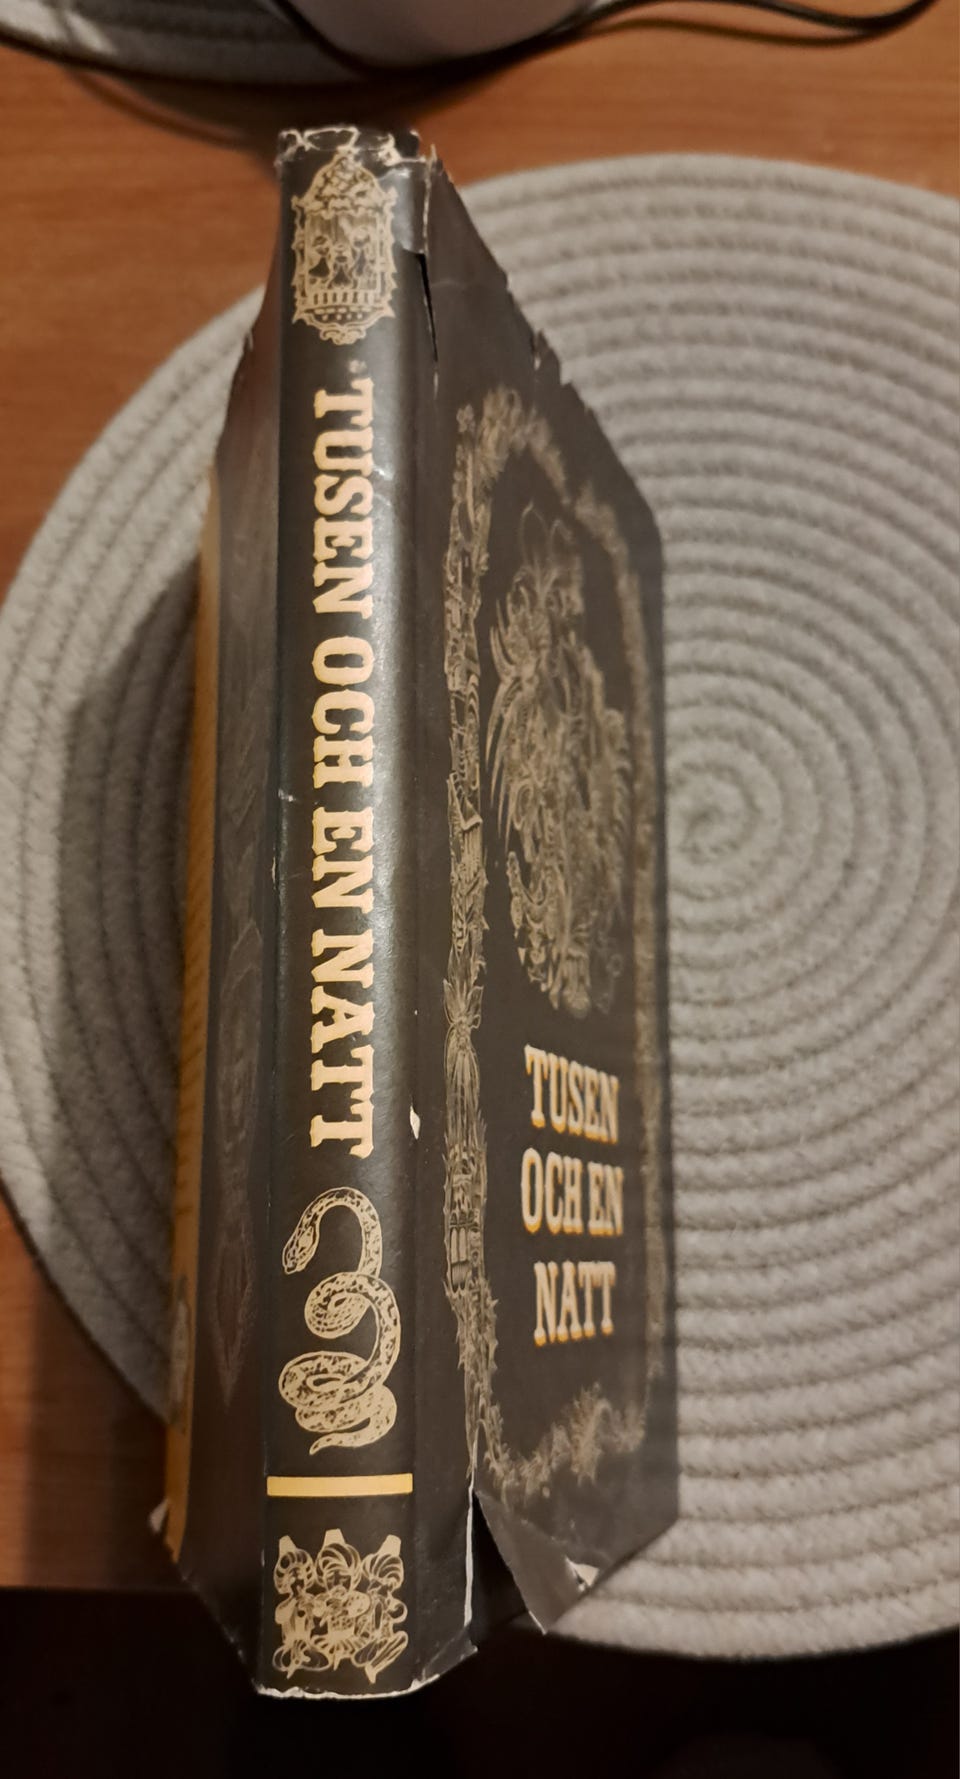 TUSEN OCH EN NATT
TUSEN
OCH EN
NATT